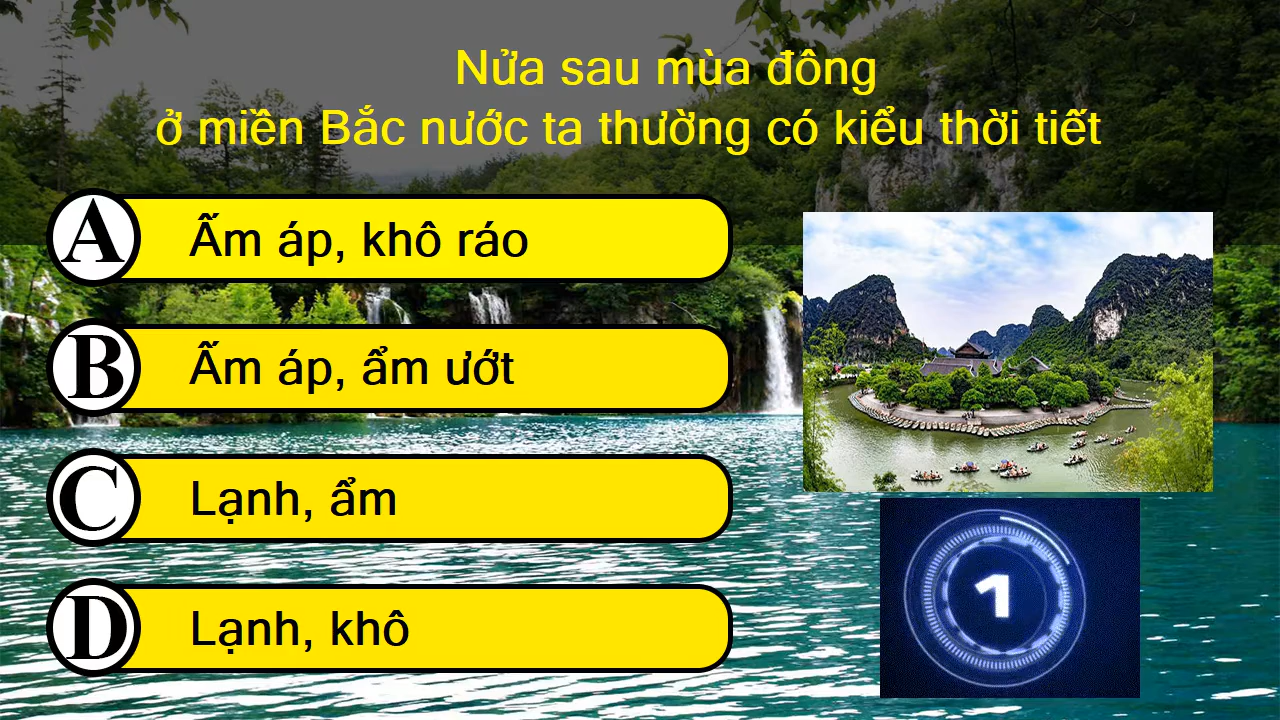 Nửa sau mùa đông
ở miền Bắc nước ta thường có kiểu thời tiết
A Ấm áp, khô ráo
B Ấm áp, ẩm ướt
C Lạnh, ẩm
D Lạnh, khô
1